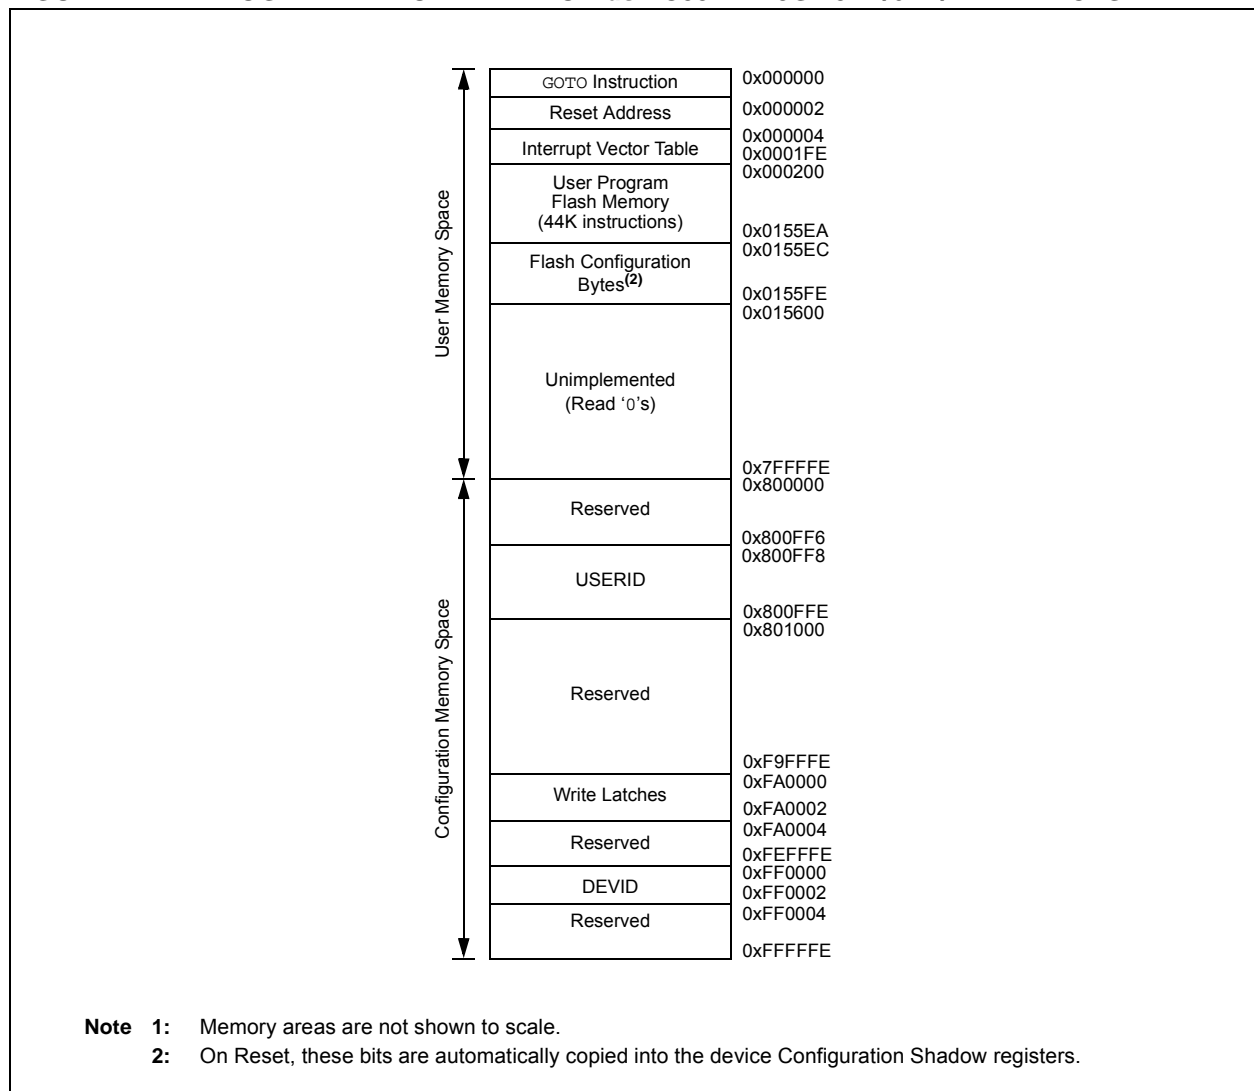 GOTO Instruction
0x000000
Reset Address
0x000002
Interrupt Vector Table
0x000004
0x0001FE
User Program
Flash Memory
(44K instructions)
0x000200
0x0155EA
Flash Configuration
Bytes(2)
0x0155EC
0x0155FE
Unimplemented
(Read ‘0’s)
0x015600
0x7FFFFE
User Memory Space
Reserved
0x800000
0x800FF6
USERID
0x800FF8
0x800FFE
Reserved
0x801000
0xF9FFFE
Write Latches
0xFA0000
0xFA0002
Reserved
0xFA0004
0xFEFFFE
DEVID
0xFF0000
0xFF0002
Reserved
0xFF0004
0xFFFFFE
Configuration Memory Space
Note 1: Memory areas are not shown to scale.
2: On Reset, these bits are automatically copied into the device Configuration Shadow registers.